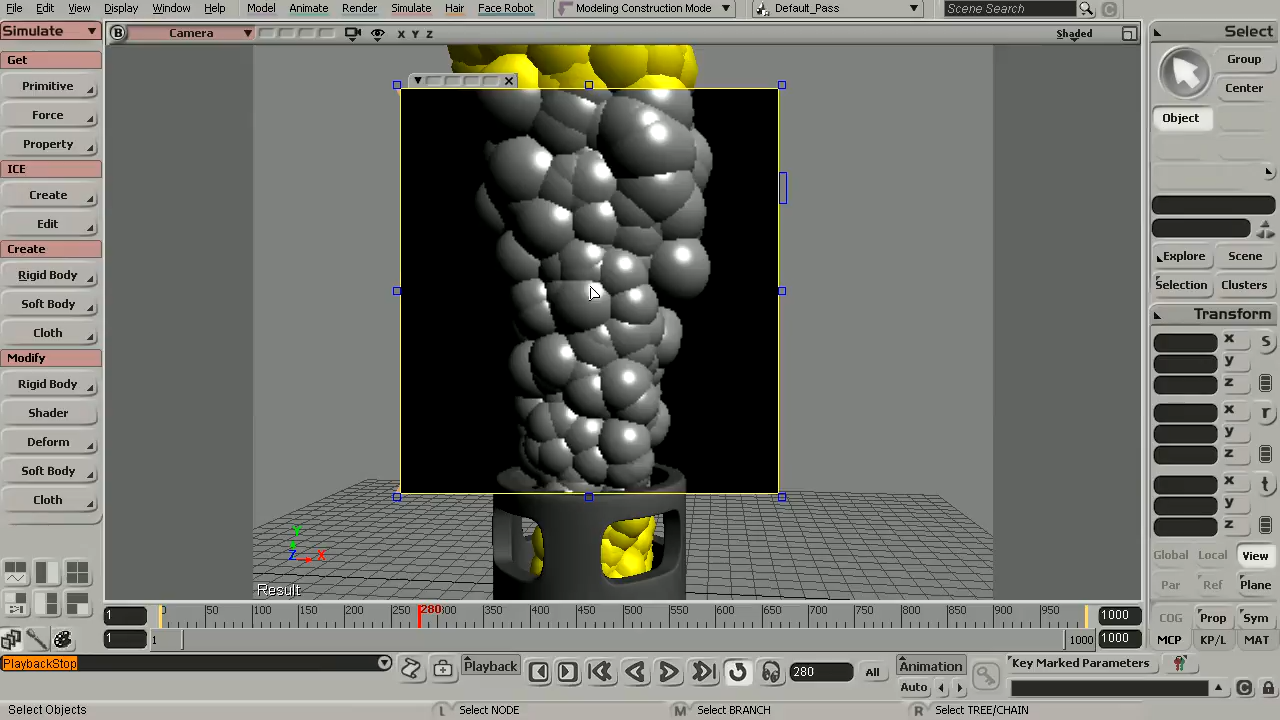 File Edit View Display Window Help Model Animate Render Simulate Hair Face Robot Modeling Construction Mode Default_Pass Scene Search C
Simulate
B Camera X Y Z Shaded
Select
Get
Primitive
Force
Property
ICE
Create
Edit
Create
Rigid Body
Soft Body
Cloth
Modify
Rigid Body
Shader
Deform
Soft Body
Cloth
Group
Center
Object
Explore Scene
Selection Clusters
Transform
x s
y
z
x r
y
z
x t
y
z
Global Local View
Par Ref Plane
COG Prop Sym
MCP KP/L MAT
Y
Z X
Result
1 0 50 100 150 200 250 280 300 350 400 450 500 550 600 650 700 750 800 850 900 950 1000
1 1 1000 1000
PlaybackStop Playback 280 All Animation Key Marked Parameters
Auto C
Select Objects L Select NODE M Select BRANCH R Select TREE/CHAIN